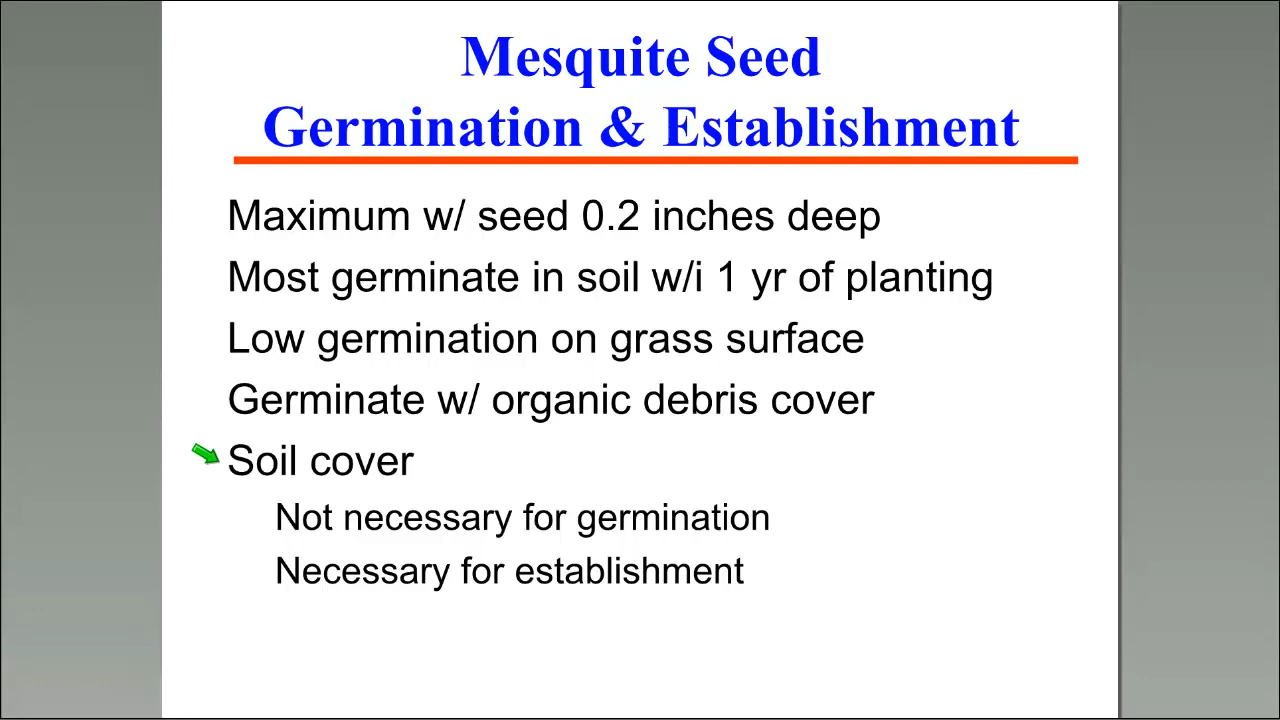 Mesquite Seed
Germination & Establishment
Maximum w/ seed 0.2 inches deep
Most germinate in soil w/i 1 yr of planting
Low germination on grass surface
Germinate w/ organic debris cover
Soil cover
Not necessary for germination
Necessary for establishment